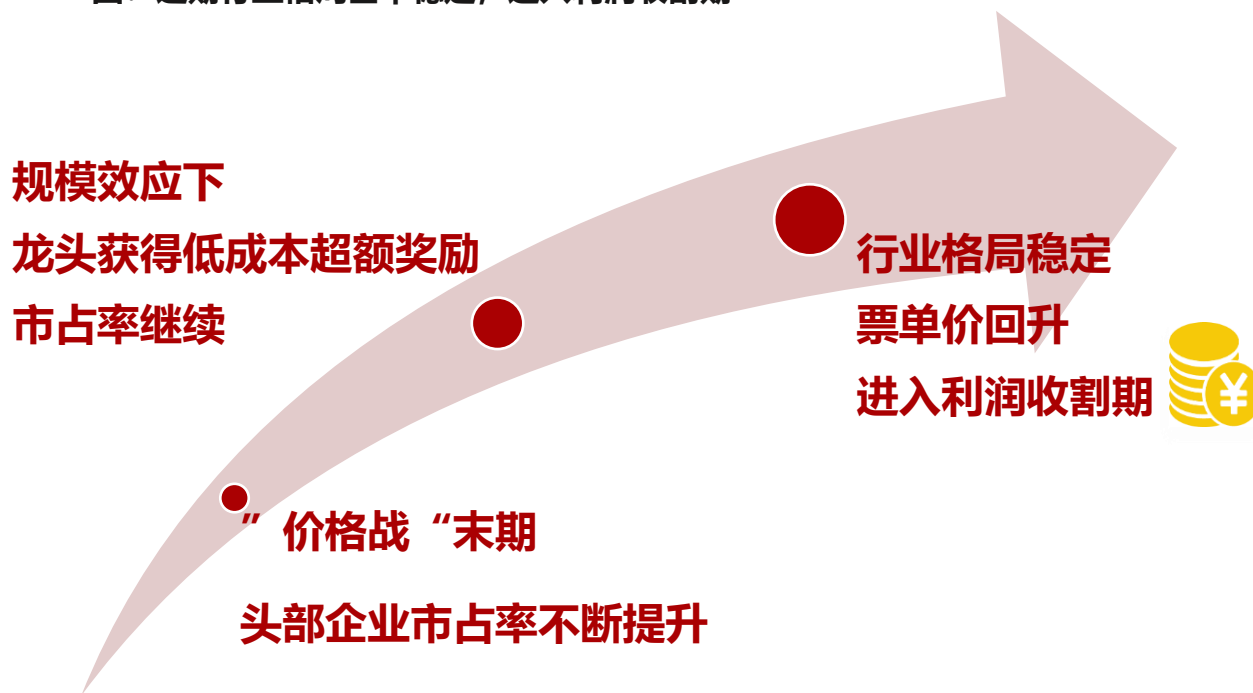 规模效应下
龙头获得低成本超额奖励
市占率继续
行业格局稳定
票单价回升
进入利润收割期
”价格战“末期
头部企业市占率不断提升